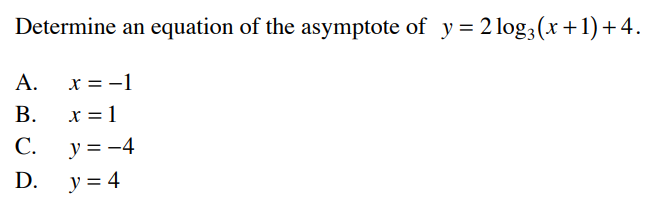 Determine an equation of the asymptote of y = 2 log₃(x + 1) + 4.
A. x = −1
B. x = 1
C. y = −4
D. y = 4